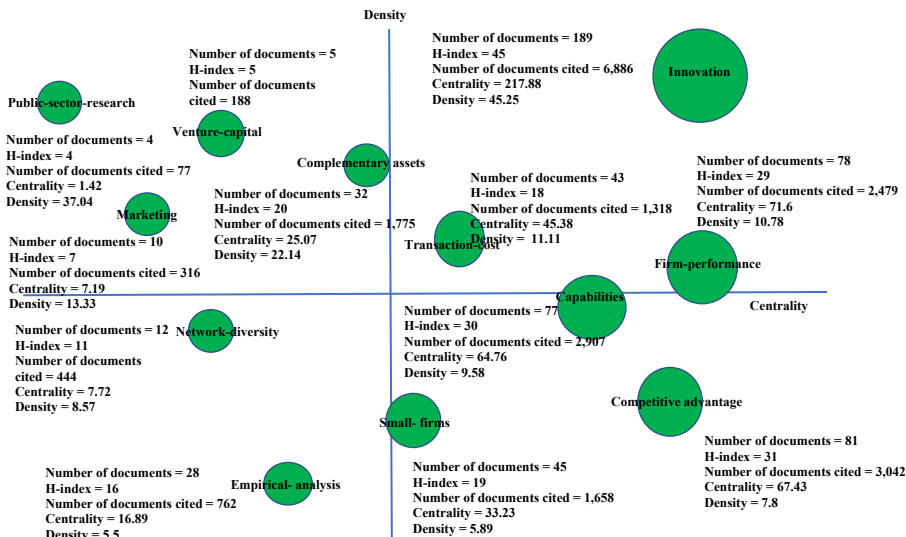 Density
Number of documents = 189
H-index = 45
Number of documents cited = 6,886
Centrality = 217.88
Density = 45.25
Innovation
Number of documents = 5
H-index = 5
Number of documents
cited = 188
Venture-capital
Public-sector-research
Number of documents = 4
H-index = 4
Number of documents cited = 77
Centrality = 1.42
Density = 37.04
Complementary assets
Number of documents = 32
H-index = 20
Number of documents cited = 1,775
Centrality = 25.07
Density = 22.14
Number of documents = 43
H-index = 18
Number of documents cited = 1,318
Centrality = 45.38
Density = 11.11
Transaction-cost
Number of documents = 78
H-index = 29
Number of documents cited = 2,479
Centrality = 71.6
Density = 10.78
Firm-performance
Marketing
Number of documents = 10
H-index = 7
Number of documents cited = 316
Centrality = 7.19
Density = 13.33
Centrality
Capabilities
Number of documents = 77
H-index = 30
Number of documents cited = 2,907
Centrality = 64.76
Density = 9.58
Number of documents = 12
H-index = 11
Number of documents
cited = 444
Centrality = 7.72
Density = 8.57
Network-diversity
Competitive advantage
Number of documents = 81
H-index = 31
Number of documents cited = 3,042
Centrality = 67.43
Density = 7.8
Small- firms
Number of documents = 45
H-index = 19
Number of documents cited = 1,658
Centrality = 33.23
Density = 5.89
Number of documents = 28
H-index = 16
Number of documents cited = 762
Centrality = 16.89
Density = 5.5
Empirical- analysis